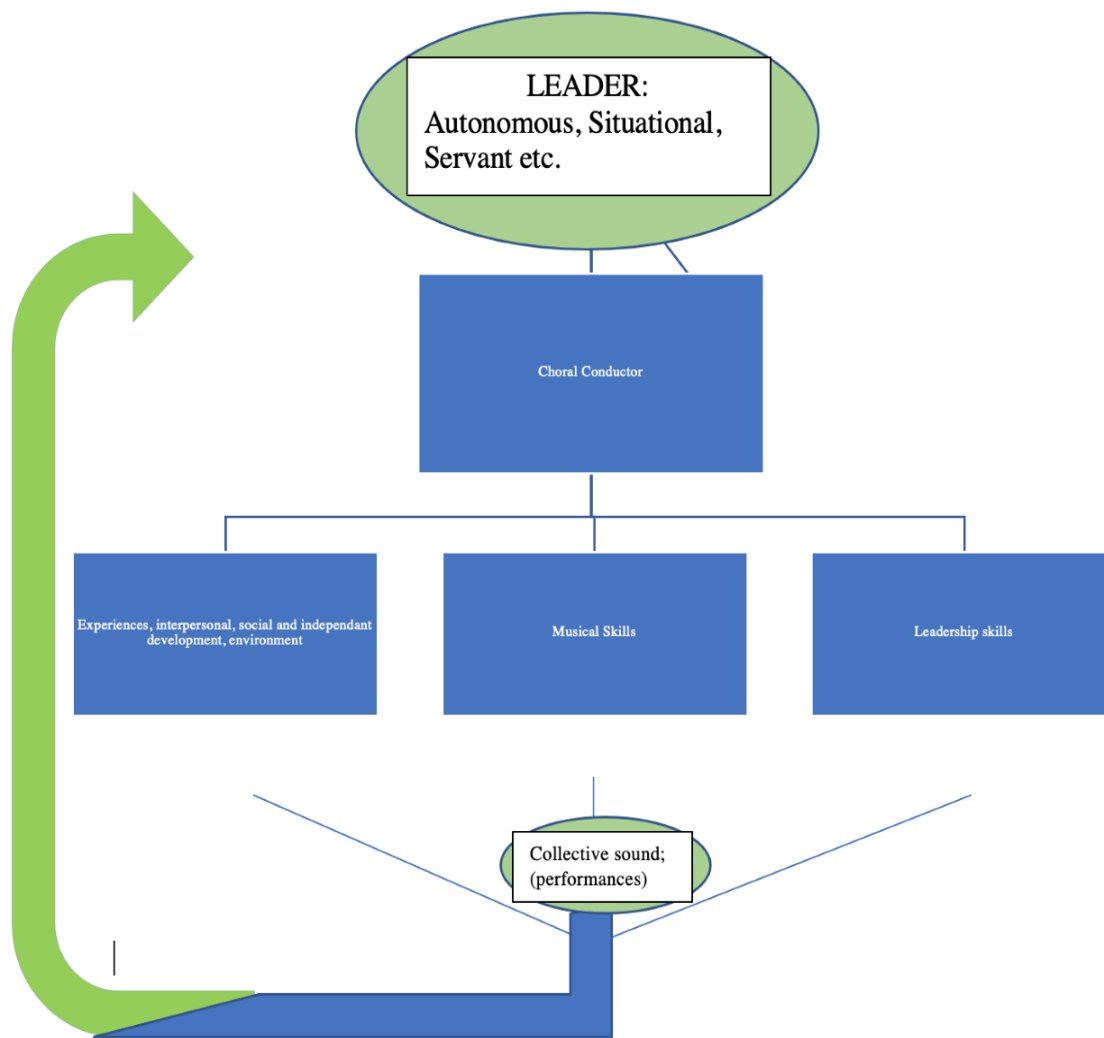 LEADER:
Autonomous, Situational,
Servant etc.
Choral Conductor
Experiences, interpersonal, social and independant
development, environment
Musical Skills
Leadership skills
Collective sound;
(performances)